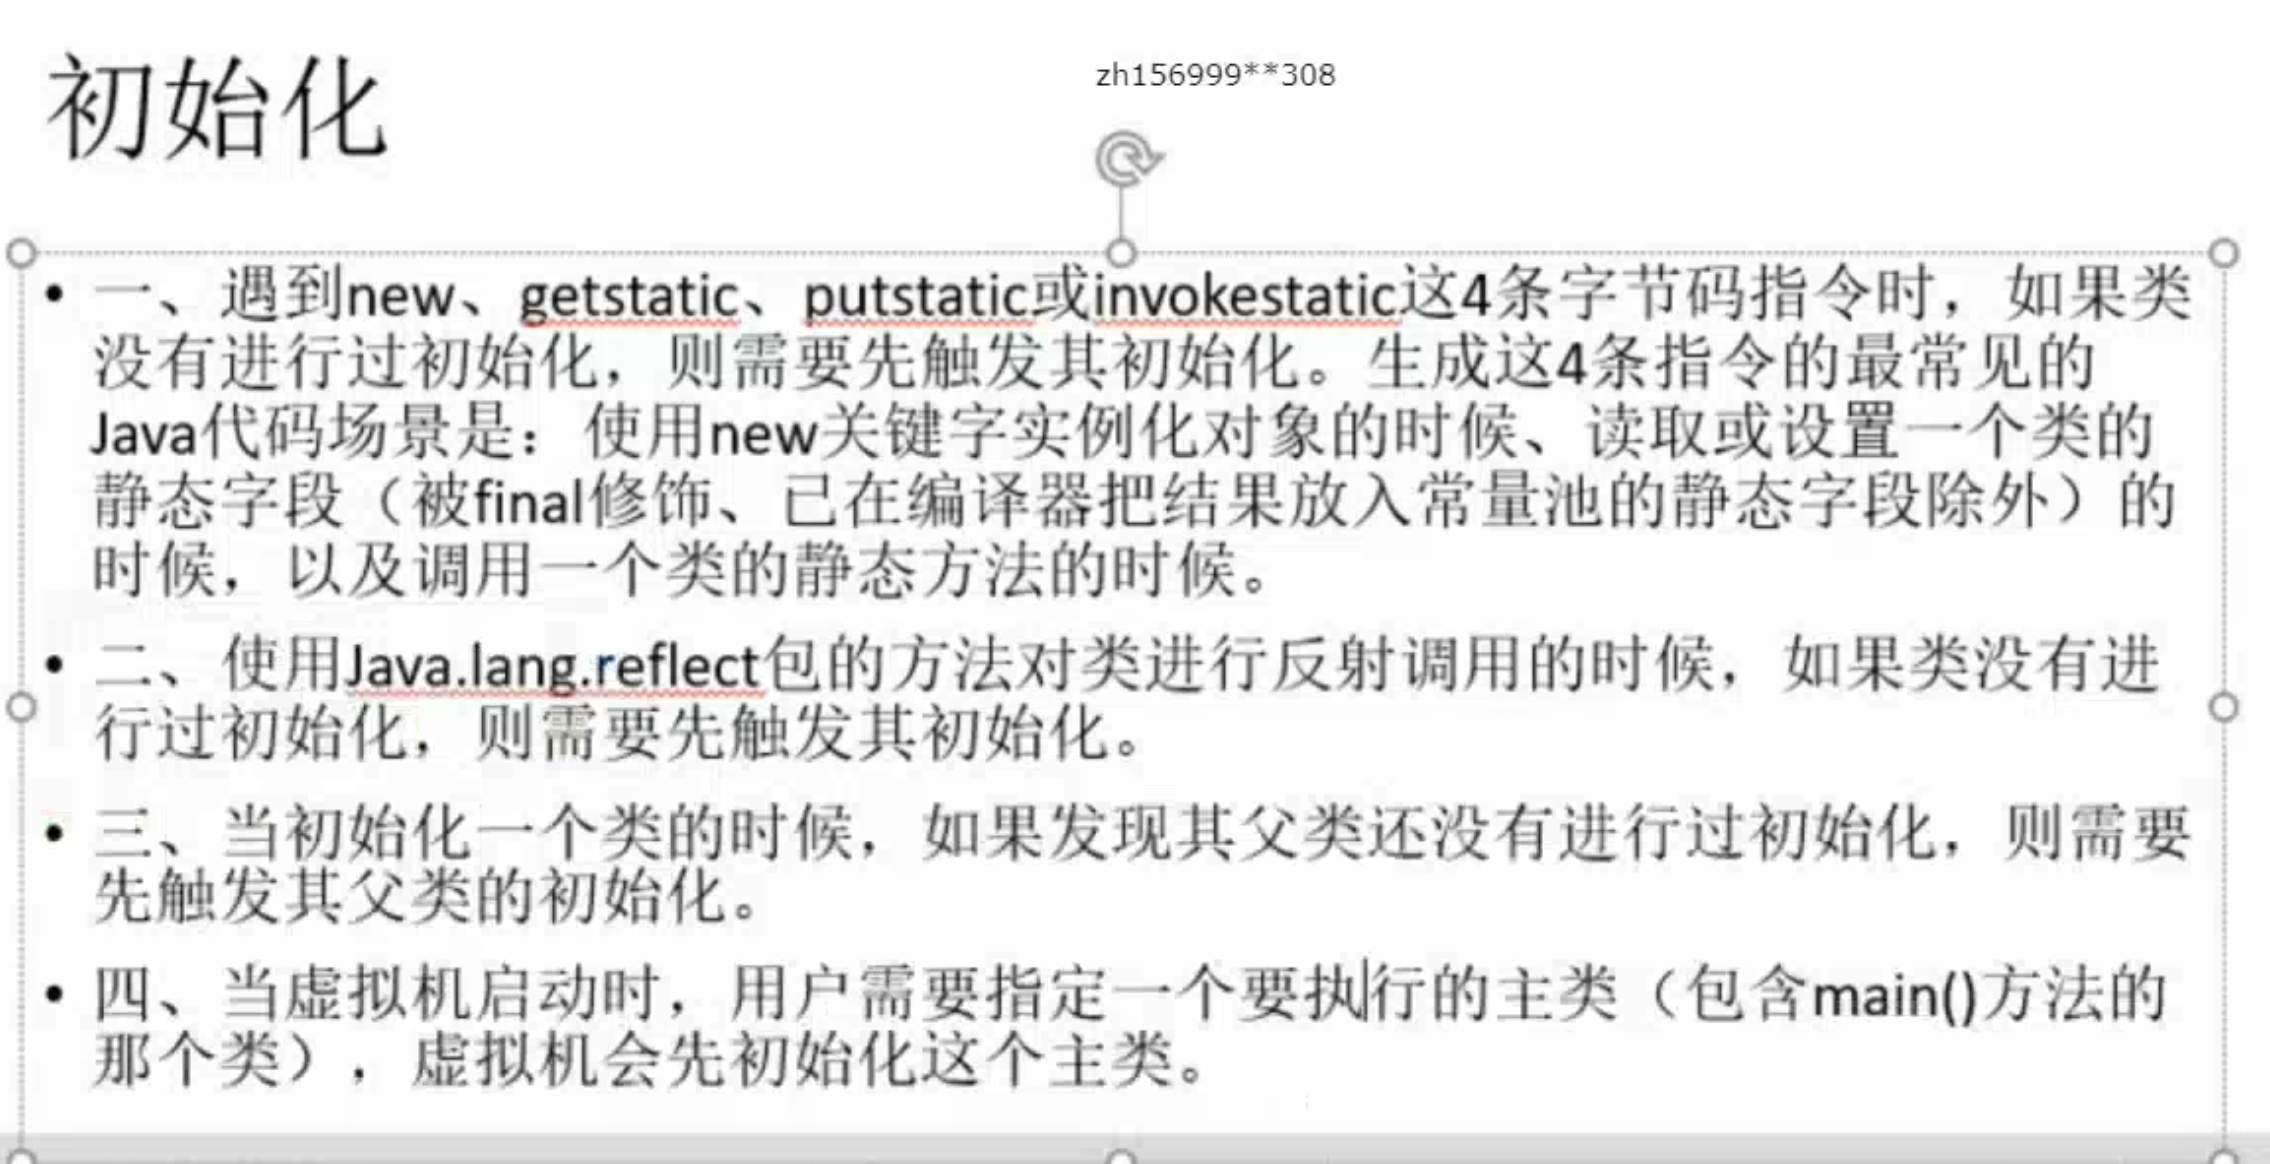 初始化
zh156999**308
• 一、遇到new、getstatic、putstatic或invokestatic这4条字节码指令时，如果类
没有进行过初始化，则需要先触发其初始化。生成这4条指令的最常见的
Java代码场景是：使用new关键字实例化对象的时候、读取或设置一个类的
静态字段（被final修饰、已在编译器把结果放入常量池的静态字段除外）的
时候，以及调用一个类的静态方法的时候。
• 二、使用Java.lang.reflect包的方法对类进行反射调用的时候，如果类没有进
行过初始化，则需要先触发其初始化。
• 三、当初始化一个类的时候，如果发现其父类还没有进行过初始化，则需要
先触发其父类的初始化。
• 四、当虚拟机启动时，用户需要指定一个要执行的主类（包含main()方法的
那个类），虚拟机会先初始化这个主类。